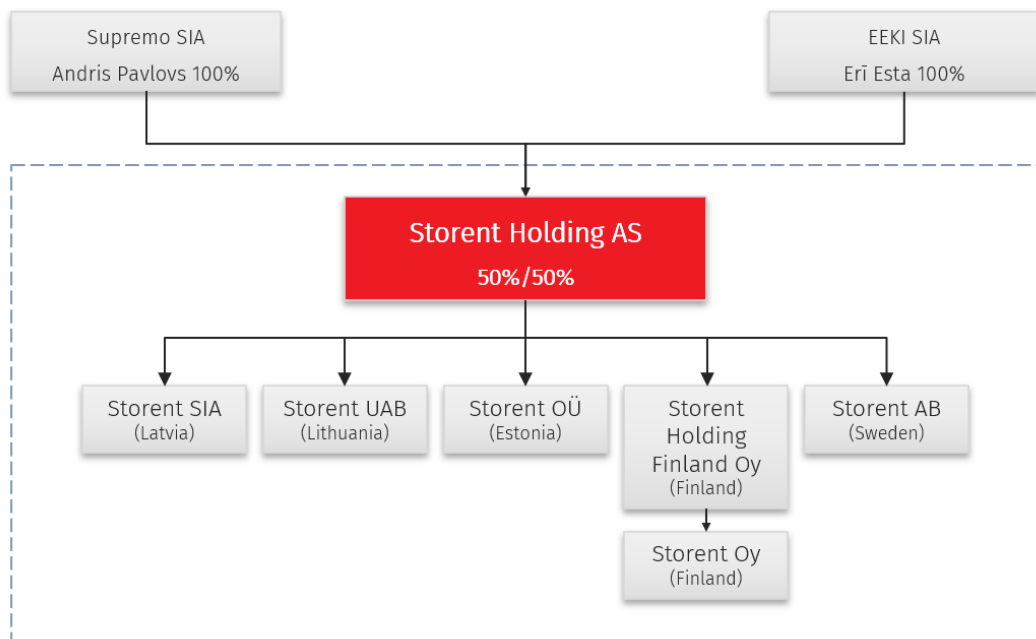 Supremo SIA
Andris Pavlovs 100%
EEKI SIA
Erī Esta 100%
Storent Holding AS
50%/50%
Storent SIA
(Latvia)
Storent UAB
(Lithuania)
Storent OÜ
(Estonia)
Storent
Holding
Finland Oy
(Finland)
Storent AB
(Sweden)
Storent Oy
(Finland)